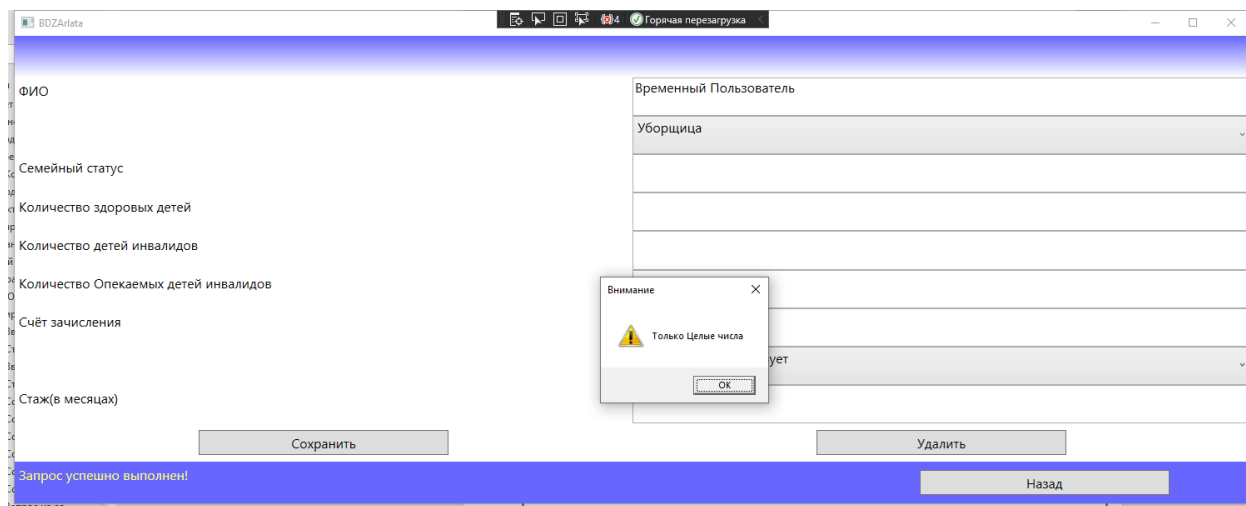 BDZArlata
4 Горячая перезагрузка
ФИО
Временный Пользователь
Уборщица
Семейный статус
Количество здоровых детей
Количество детей инвалидов
Количество Опекаемых детей инвалидов
Внимание
Только Целые числа
OK
Счёт зачисления
Стаж(в месяцах)
Сохранить
Удалить
Запрос успешно выполнен!
Назад